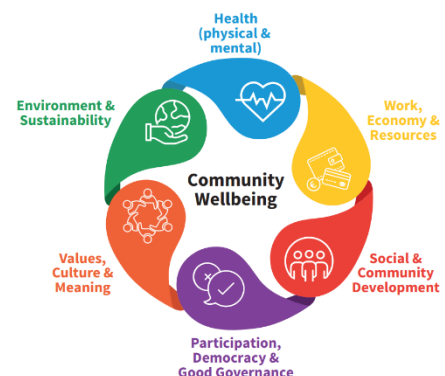 Health
(physical &
mental)
Work,
Economy &
Resources
Social &
Community
Development
Participation,
Democracy &
Good Governance
Values,
Culture &
Meaning
Environment &
Sustainability
Community
Wellbeing